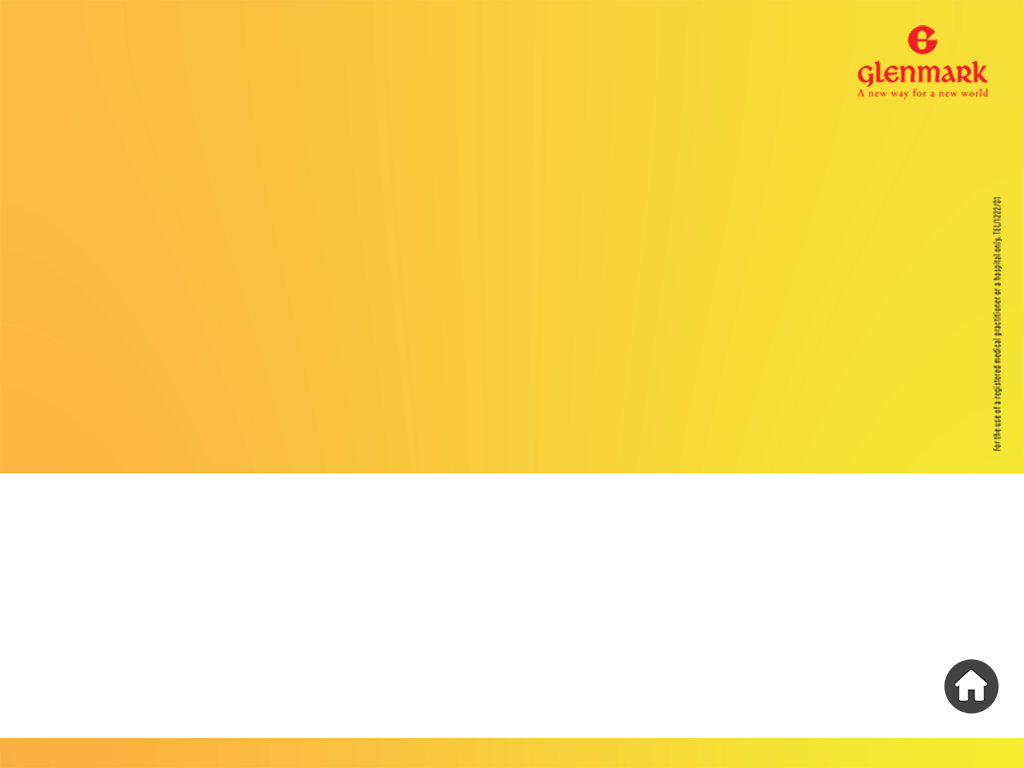 GLENMARK
A new way for a new world
For the use of a registered medical practitioner or a hospital only. TEL/1222/01